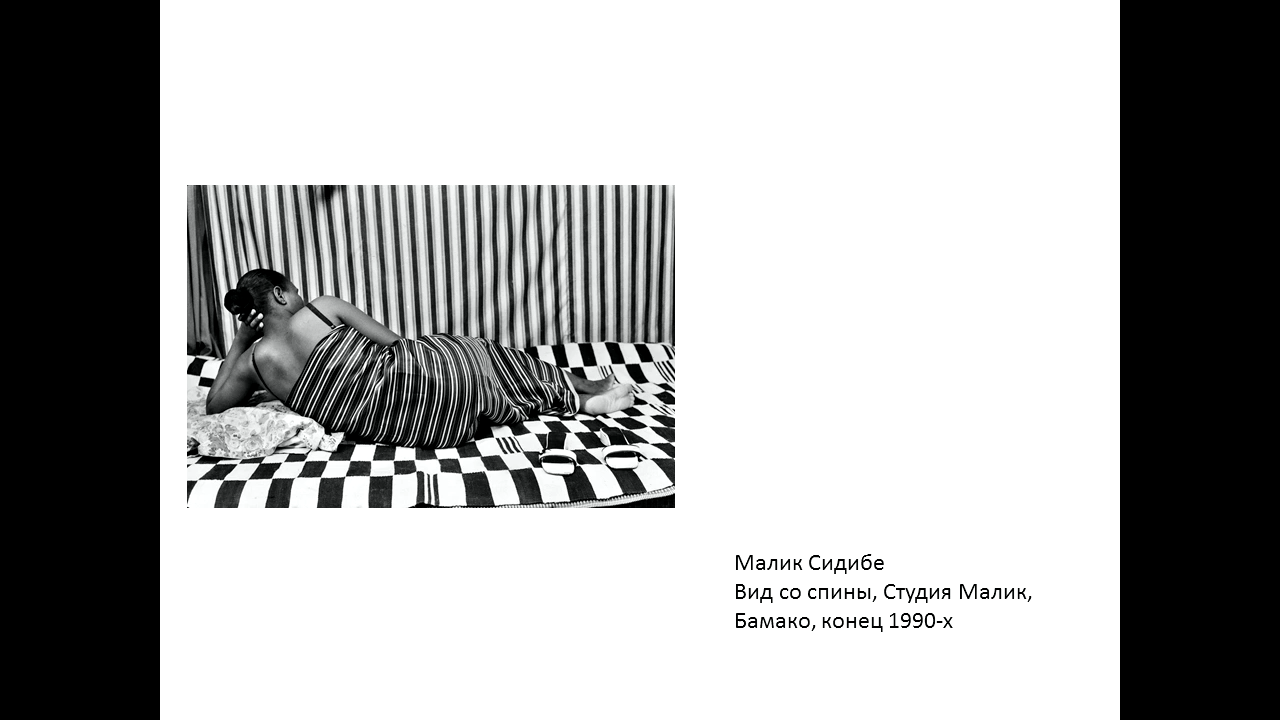 Малик Сидибе
Вид со спины, Студия Малик,
Бамако, конец 1990-х